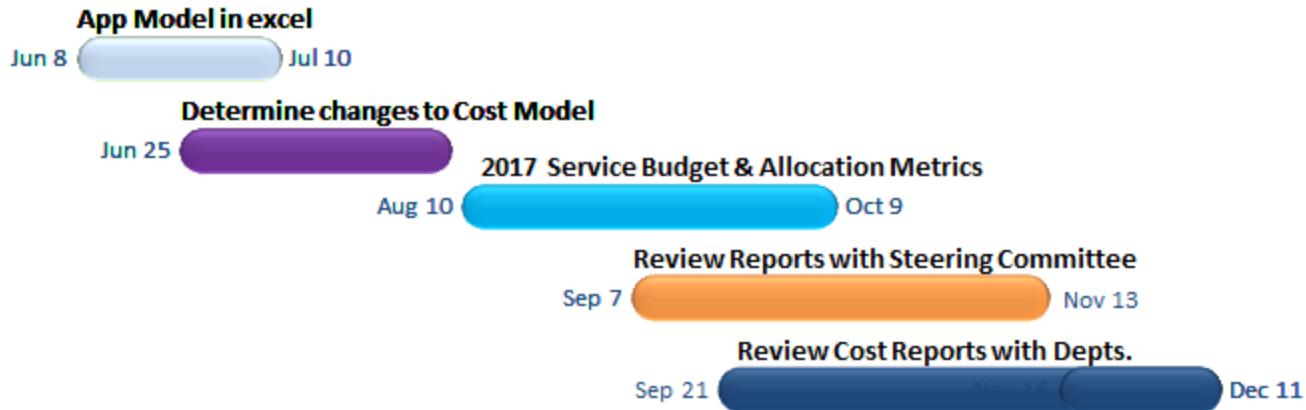 App Model in excel
Jun 8 Jul 10
Determine changes to Cost Model
Jun 25
2017 Service Budget & Allocation Metrics
Aug 10 Oct 9
Review Reports with Steering Committee
Sep 7 Nov 13
Review Cost Reports with Depts.
Sep 21 Dec 11